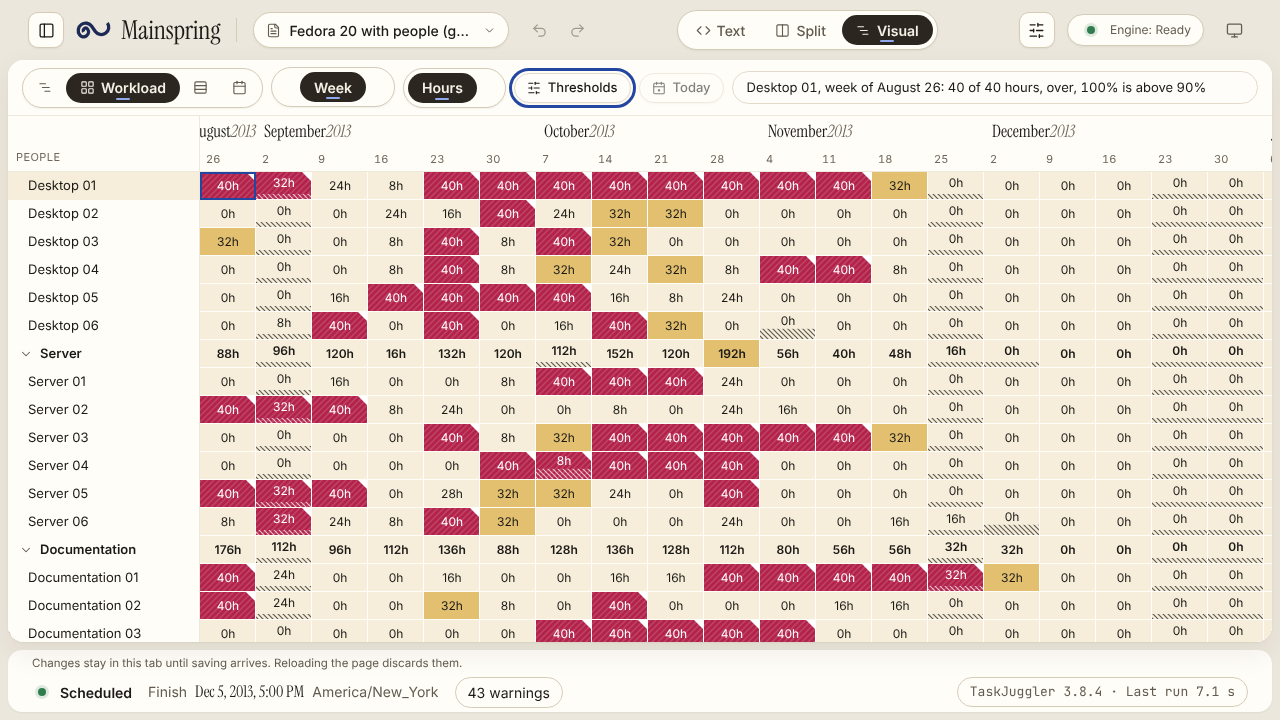 Mainspring
Fedora 20 with people (g...
Text Split Visual
Engine: Ready
Workload Week Hours Thresholds Today
Desktop 01, week of August 26: 40 of 40 hours, over, 100% is above 90%
ugust2013 September2013 October2013 November2013 December2013
PEOPLE 26 2 9 16 23 30 7 14 21 28 4 11 18 25 2 9 16 23 30
Desktop 01 40h 32h 24h 8h 40h 40h 40h 40h 40h 40h 40h 40h 32h 0h 0h 0h 0h 0h 0h
Desktop 02 0h 0h 0h 24h 16h 40h 24h 32h 32h 0h 0h 0h 0h 0h 0h 0h 0h 0h 0h
Desktop 03 32h 0h 0h 8h 40h 8h 40h 32h 0h 0h 0h 0h 0h 0h 0h 0h 0h 0h 0h
Desktop 04 0h 0h 0h 8h 40h 8h 32h 24h 32h 8h 40h 40h 8h 0h 0h 0h 0h 0h 0h
Desktop 05 0h 0h 16h 40h 40h 40h 40h 16h 8h 24h 0h 0h 0h 0h 0h 0h 0h 0h 0h
Desktop 06 0h 8h 40h 0h 40h 0h 16h 40h 32h 0h 0h 0h 0h 0h 0h 0h 0h 0h 0h
Server 88h 96h 120h 16h 132h 120h 112h 152h 120h 192h 56h 40h 48h 16h 0h 0h 0h 0h 0h
Server 01 0h 0h 16h 0h 0h 8h 40h 40h 40h 24h 0h 0h 0h 0h 0h 0h 0h 0h 0h
Server 02 40h 32h 40h 8h 24h 0h 0h 8h 0h 24h 16h 0h 0h 0h 0h 0h 0h 0h 0h
Server 03 0h 0h 0h 0h 40h 8h 32h 40h 40h 40h 40h 40h 32h 0h 0h 0h 0h 0h 0h
Server 04 0h 0h 0h 0h 0h 40h 8h 40h 40h 40h 0h 0h 0h 0h 0h 0h 0h 0h 0h
Server 05 40h 32h 40h 0h 28h 32h 32h 24h 0h 40h 0h 0h 0h 0h 0h 0h 0h 0h 0h
Server 06 8h 32h 24h 8h 40h 32h 0h 0h 0h 24h 0h 0h 16h 16h 0h 0h 0h 0h 0h
Documentation 176h 112h 96h 112h 136h 88h 128h 136h 128h 112h 80h 56h 56h 32h 32h 0h 0h 0h 0h
Documentation 01 40h 24h 0h 0h 16h 0h 0h 16h 16h 40h 40h 40h 40h 32h 32h 0h 0h 0h 0h
Documentation 02 40h 24h 0h 0h 32h 8h 0h 40h 0h 0h 0h 16h 16h 0h 0h 0h 0h 0h 0h
Documentation 03 0h 0h 0h 0h 0h 0h 40h 40h 40h 40h 40h 0h 0h 0h 0h 0h 0h 0h 0h
Changes stay in this tab until saving arrives. Reloading the page discards them.
Scheduled Finish Dec 5, 2013, 5:00 PM America/New_York 43 warnings
TaskJuggler 3.8.4 · Last run 7.1 s